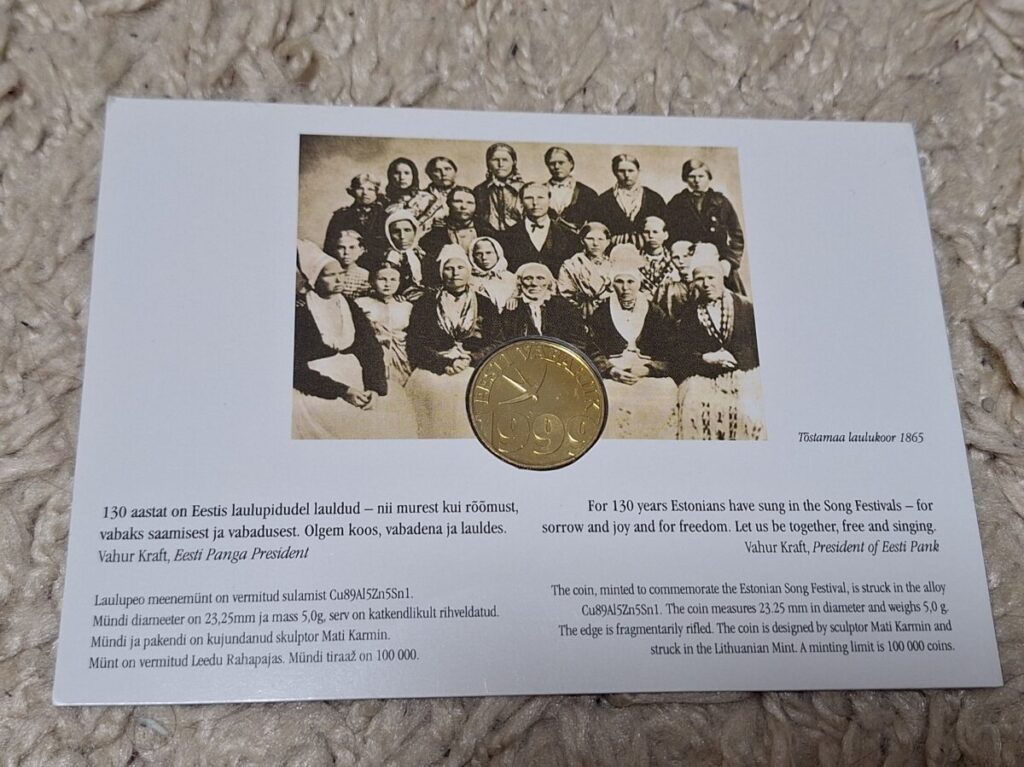 EESTI VABARIIK
1999
Tõstamaa laulukoor 1865
130 aastat on Eestis laulupidudel lauldud – nii murest kui rõõmust,
vabaks saamisest ja vabadusest. Olgem koos, vabadena ja lauldes.
Vahur Kraft, Eesti Panga President
For 130 years Estonians have sung in the Song Festivals – for
sorrow and joy and for freedom. Let us be together, free and singing.
Vahur Kraft, President of Eesti Pank
Laulupeo meenemünt on vermitud sulamist Cu89Al5Zn5Sn1.
Mündi diameeter on 23,25mm ja mass 5,0g, serv on katkendlikult rihveldatud.
Mündi ja pakendi on kujundanud skulptor Mati Karmin.
Münt on vermitud Leedu Rahapajas. Mündi tiraaž on 100 000.
The coin, minted to commemorate the Estonian Song Festival, is struck in the alloy
Cu89Al5Zn5Sn1. The coin measures 23.25 mm in diameter and weighs 5,0 g.
The edge is fragmentarily rifled. The coin is designed by sculptor Mati Karmin and
struck in the Lithuanian Mint. A minting limit is 100 000 coins.